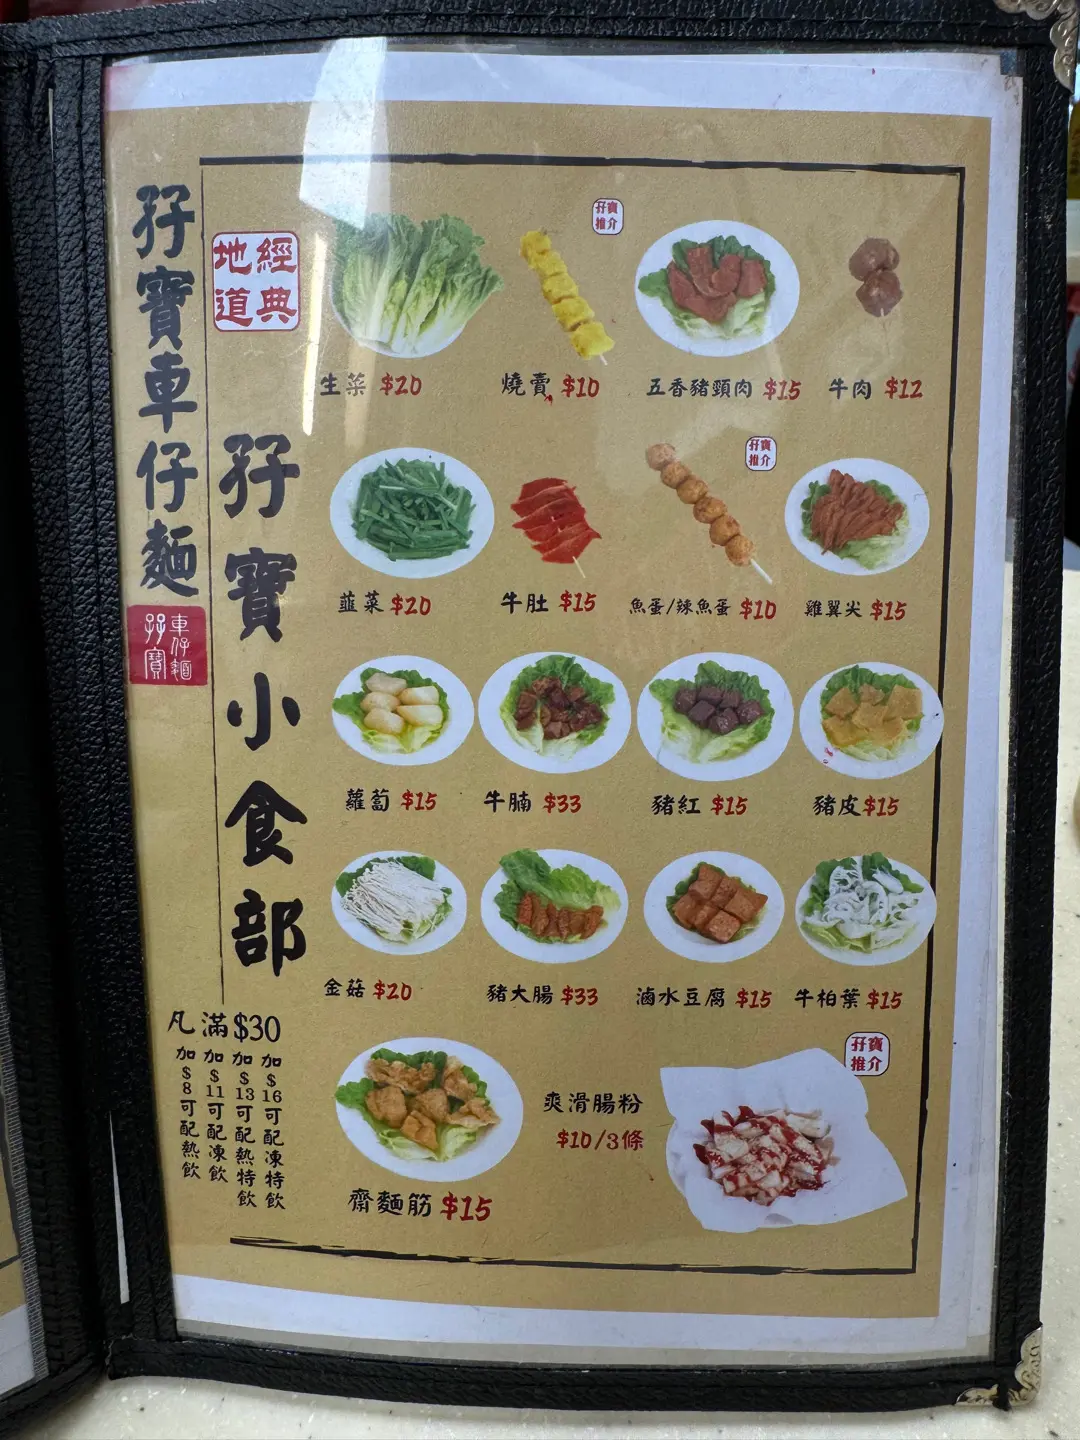 孖寶車仔麵
孖寶
車仔麵
經典
地道
孖寶小食部
孖寶
推介
生菜 $20
燒賣 $10
五香豬頸肉 $15
牛肉 $12
孖寶
推介
韮菜 $20
牛肚 $15
魚蛋/辣魚蛋 $10
雞翼尖 $15
蘿蔔 $15
牛腩 $33
豬紅 $15
豬皮 $15
金菇 $20
豬大腸 $33
滷水豆腐 $15
牛柏葉 $15
孖寶
推介
齋麵筋 $15
爽滑腸粉
$10/3條
凡滿$30
加$16可配凍特飲
加$13可配熱特飲
加$11可配凍飲
加$8可配熱飲